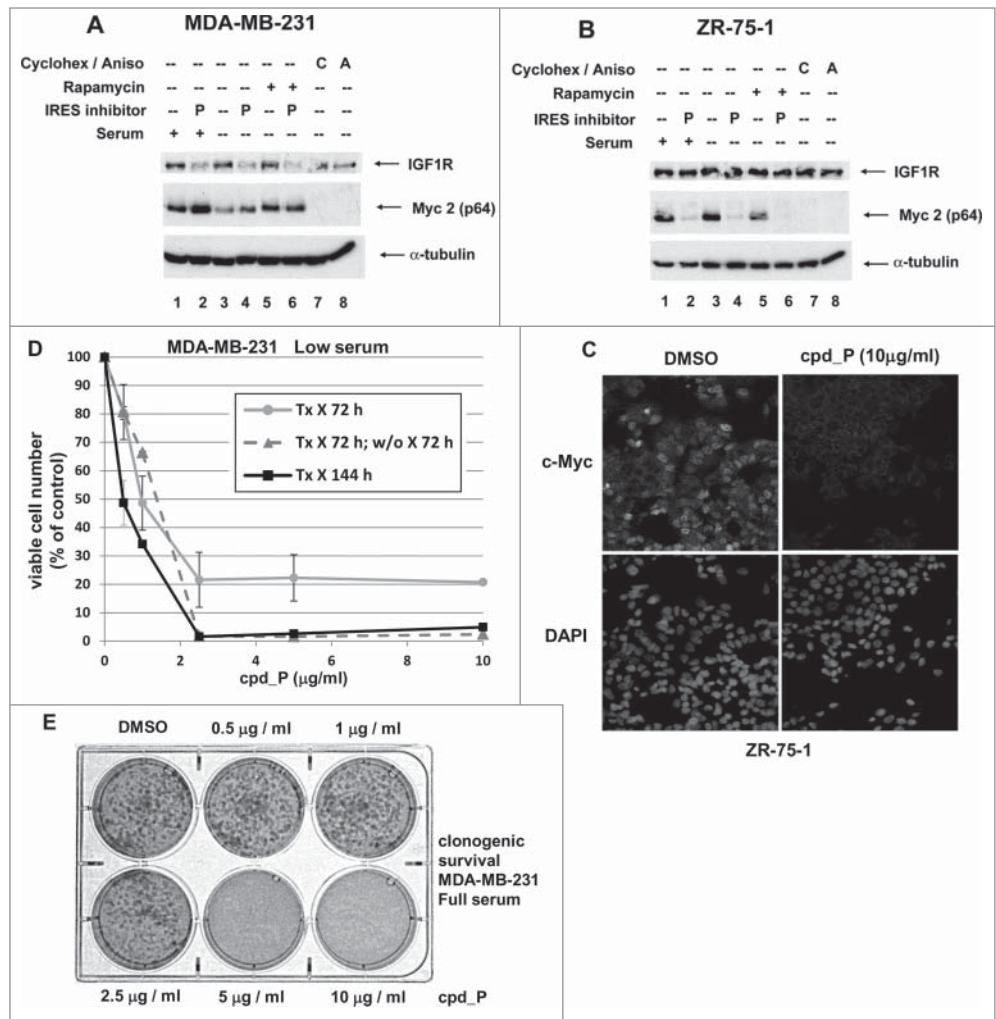 A
MDA-MB-231
Cyclohex / Aniso -- -- -- -- -- -- C A
Rapamycin -- -- -- -- + + -- --
IRES inhibitor -- P -- P -- P -- --
Serum + + -- -- -- -- -- --
IGF1R
Myc 2 (p64)
α-tubulin
1 2 3 4 5 6 7 8
B
ZR-75-1
Cyclohex / Aniso -- -- -- -- -- -- C A
Rapamycin -- -- -- -- + + -- --
IRES inhibitor -- P -- P -- P -- --
Serum + + -- -- -- -- -- --
IGF1R
Myc 2 (p64)
α-tubulin
1 2 3 4 5 6 7 8
D
MDA-MB-231 Low serum
viable cell number
(% of control)
100
90
80
70
60
50
40
30
20
10
0
Tx X 72 h
Tx X 72 h; w/o X 72 h
Tx X 144 h
0 2 4 6 8 10
cpd_P (μg/ml)
C
DMSO cpd_P (10μg/ml)
c-Myc
DAPI
ZR-75-1
E
DMSO 0.5 μg / ml 1 μg / ml
clonogenic
survival
MDA-MB-231
Full serum
2.5 μg / ml 5 μg / ml 10 μg / ml cpd_P